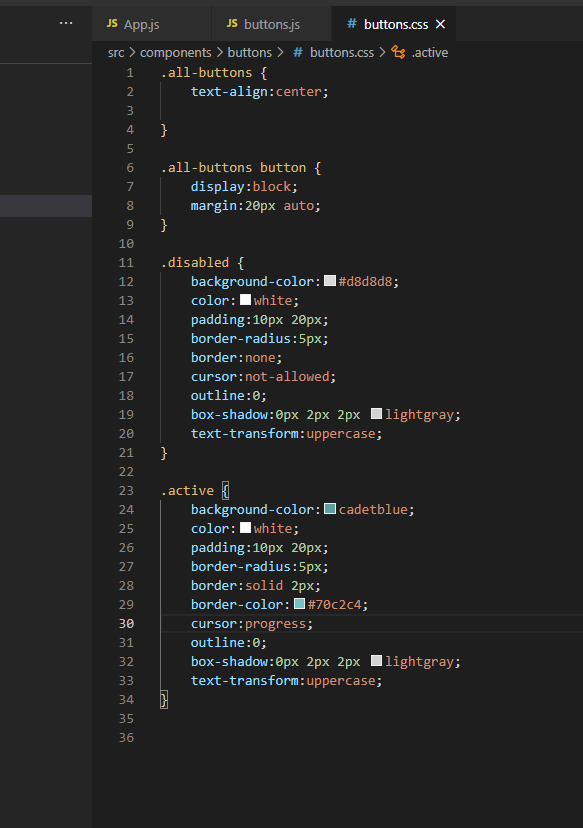 ···
JS App.js
JS buttons.js
# buttons.css ×
src > components > buttons > # buttons.css > .active
1 .all-buttons {
2     text-align:center;
3
4 }
5
6 .all-buttons button {
7     display:block;
8     margin:20px auto;
9 }
10
11 .disabled {
12     background-color:#d8d8d8;
13     color:white;
14     padding:10px 20px;
15     border-radius:5px;
16     border:none;
17     cursor:not-allowed;
18     outline:0;
19     box-shadow:0px 2px 2px lightgray;
20     text-transform:uppercase;
21 }
22
23 .active {
24     background-color:cadetblue;
25     color:white;
26     padding:10px 20px;
27     border-radius:5px;
28     border:solid 2px;
29     border-color:#70c2c4;
30     cursor:progress;
31     outline:0;
32     box-shadow:0px 2px 2px lightgray;
33     text-transform:uppercase;
34 }
35
36